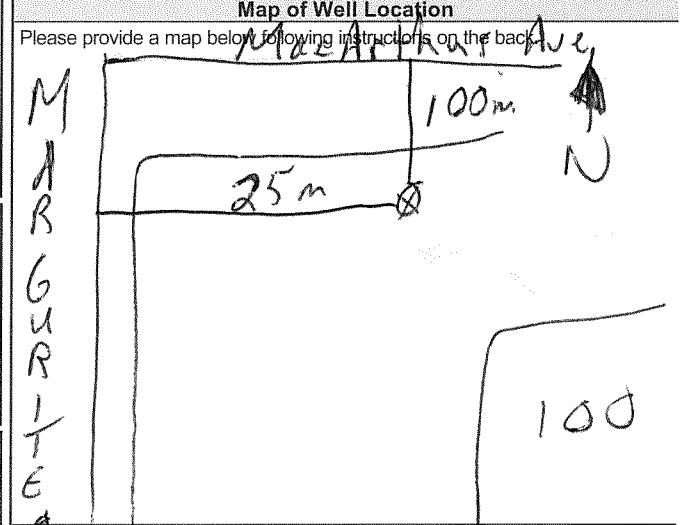 Map of Well Location
Please provide a map below following instructions on the back.
MacArthur Ave
100m
N
25m
MARGURITE
100